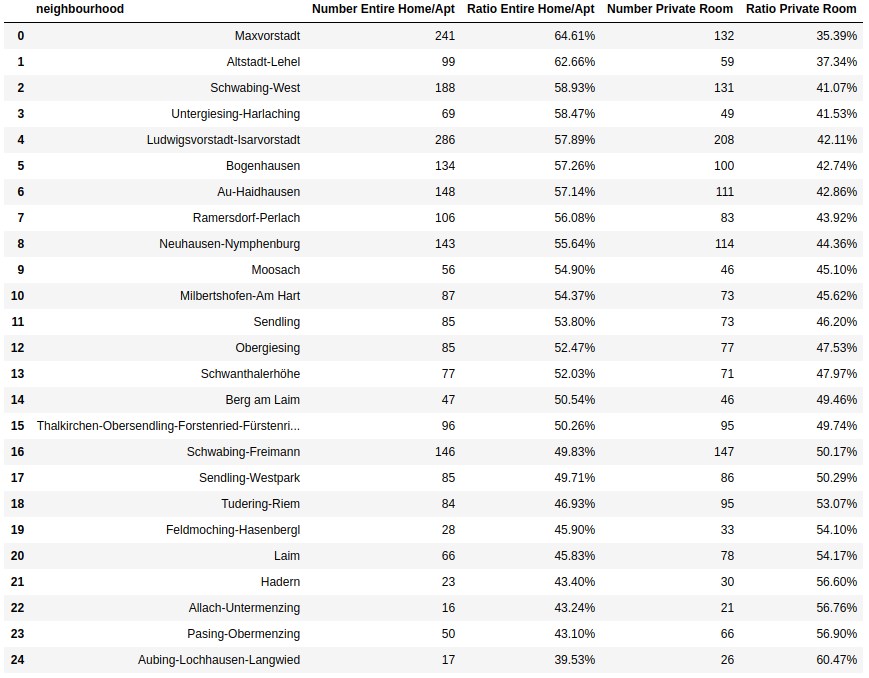 neighbourhood Number Entire Home/Apt Ratio Entire Home/Apt Number Private Room Ratio Private Room
0 Maxvorstadt 241 64.61% 132 35.39%
1 Altstadt-Lehel 99 62.66% 59 37.34%
2 Schwabing-West 188 58.93% 131 41.07%
3 Untergiesing-Harlaching 69 58.47% 49 41.53%
4 Ludwigsvorstadt-Isarvorstadt 286 57.89% 208 42.11%
5 Bogenhausen 134 57.26% 100 42.74%
6 Au-Haidhausen 148 57.14% 111 42.86%
7 Ramersdorf-Perlach 106 56.08% 83 43.92%
8 Neuhausen-Nymphenburg 143 55.64% 114 44.36%
9 Moosach 56 54.90% 46 45.10%
10 Milbertshofen-Am Hart 87 54.37% 73 45.62%
11 Sendling 85 53.80% 73 46.20%
12 Obergiesing 85 52.47% 77 47.53%
13 Schwanthalerhöhe 77 52.03% 71 47.97%
14 Berg am Laim 47 50.54% 46 49.46%
15 Thalkirchen-Obersendling-Forstenried-Fürstenri... 96 50.26% 95 49.74%
16 Schwabing-Freimann 146 49.83% 147 50.17%
17 Sendling-Westpark 85 49.71% 86 50.29%
18 Tudering-Riem 84 46.93% 95 53.07%
19 Feldmoching-Hasenbergl 28 45.90% 33 54.10%
20 Laim 66 45.83% 78 54.17%
21 Hadern 23 43.40% 30 56.60%
22 Allach-Untermenzing 16 43.24% 21 56.76%
23 Pasing-Obermenzing 50 43.10% 66 56.90%
24 Aubing-Lochhausen-Langwied 17 39.53% 26 60.47%